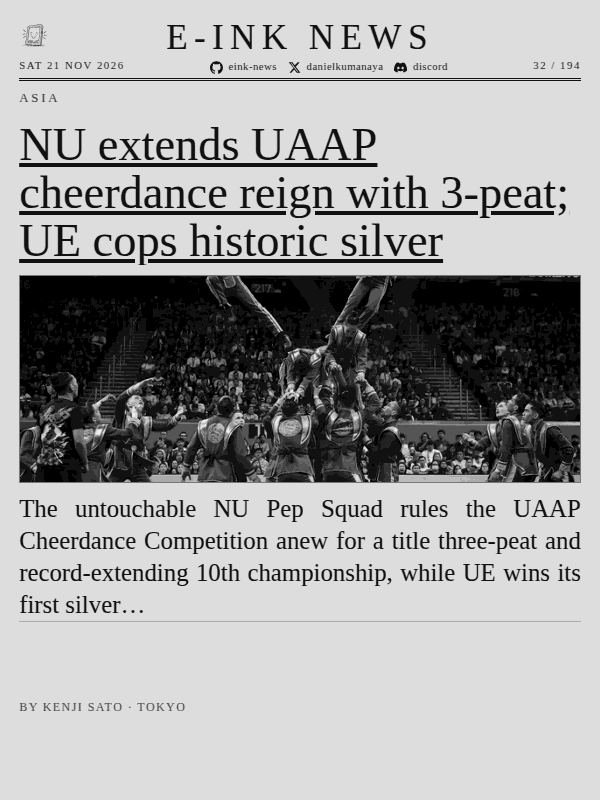 E-INK NEWS
SAT 21 NOV 2026
eink-news danielkumanaya discord
32 / 194
ASIA
NU extends UAAP
cheerdance reign with 3-peat;
UE cops historic silver
217
218
The untouchable NU Pep Squad rules the UAAP
Cheerdance Competition anew for a title three-peat and
record-extending 10th championship, while UE wins its
first silver…
BY KENJI SATO · TOKYO